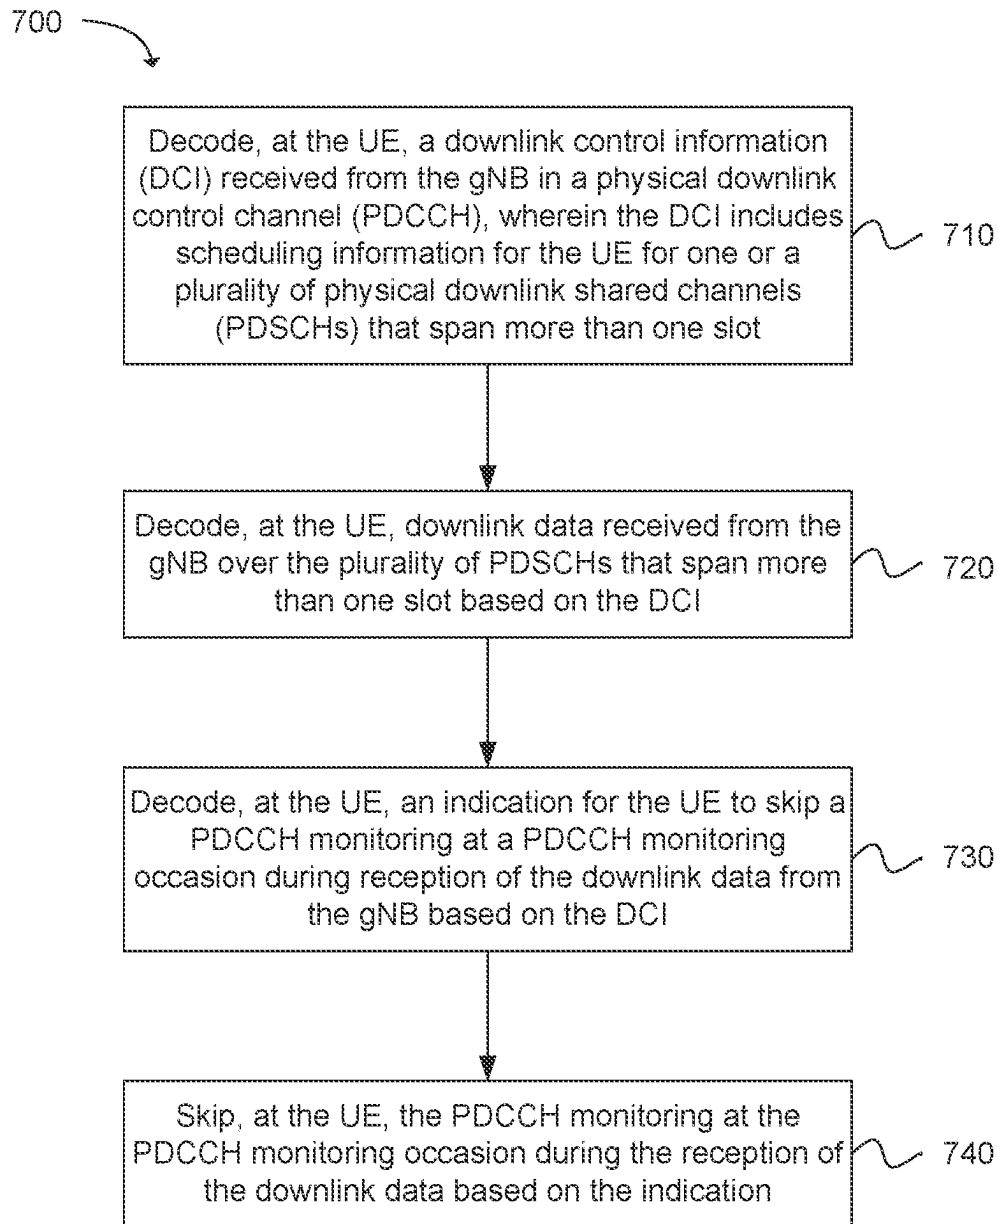 700
Decode, at the UE, a downlink control information
(DCI) received from the gNB in a physical downlink
control channel (PDCCH), wherein the DCI includes
scheduling information for the UE for one or a
plurality of physical downlink shared channels
(PDSCHs) that span more than one slot
710
Decode, at the UE, downlink data received from the
gNB over the plurality of PDSCHs that span more
than one slot based on the DCI
720
Decode, at the UE, an indication for the UE to skip a
PDCCH monitoring at a PDCCH monitoring
occasion during reception of the downlink data from
the gNB based on the DCI
730
Skip, at the UE, the PDCCH monitoring at the
PDCCH monitoring occasion during the reception of
the downlink data based on the indication
740